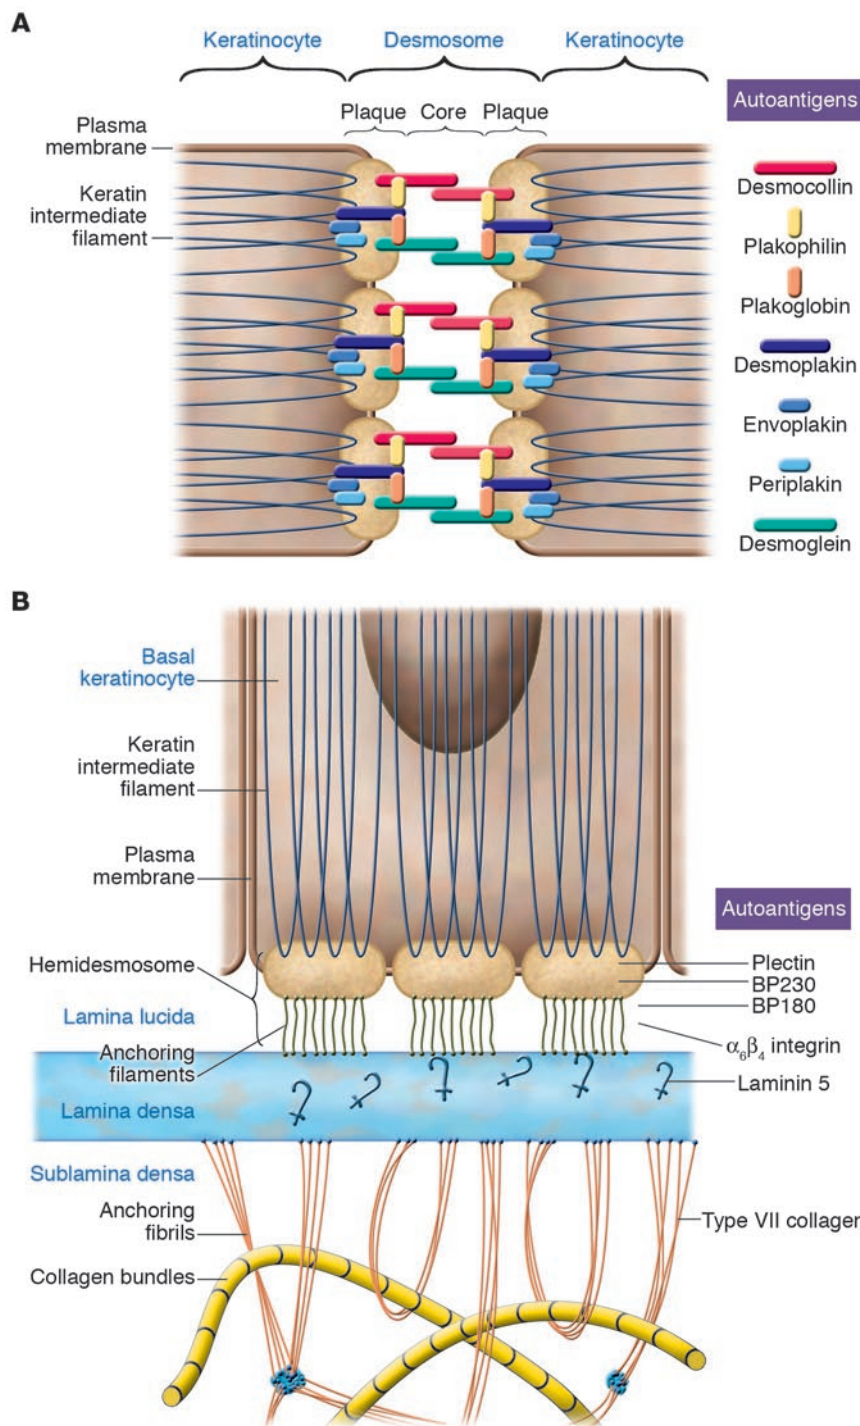 A
Keratinocyte Desmosome Keratinocyte
Plaque Core Plaque
Autoantigens
Plasma
membrane
Keratin
intermediate
filament
Desmocollin
Plakophilin
Plakoglobin
Desmoplakin
Envoplakin
Periplakin
Desmoglein
B
Basal
keratinocyte
Keratin
intermediate
filament
Plasma
membrane
Autoantigens
Hemidesmosome
Plectin
BP230
BP180
Lamina lucida
α6β4 integrin
Anchoring
filaments
Laminin 5
Lamina densa
Sublamina densa
Anchoring
fibrils
Type VII collagen
Collagen bundles